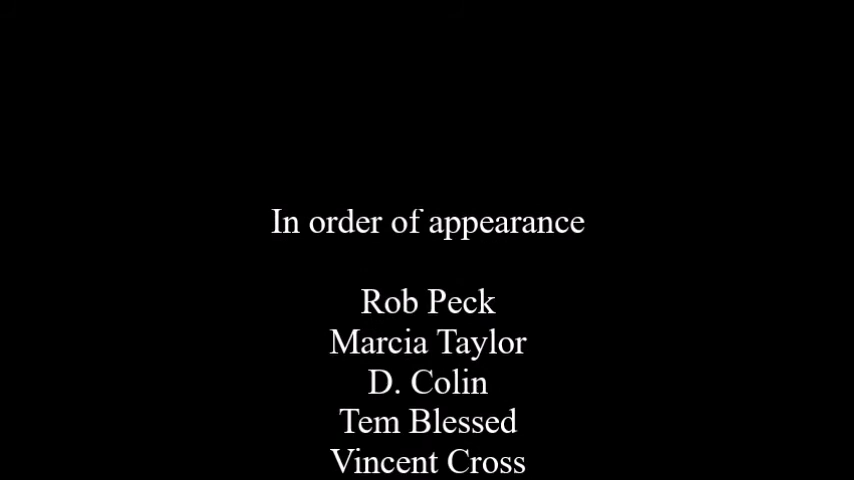 In order of appearance
Rob Peck
Marcia Taylor
D. Colin
Tem Blessed
Vincent Cross